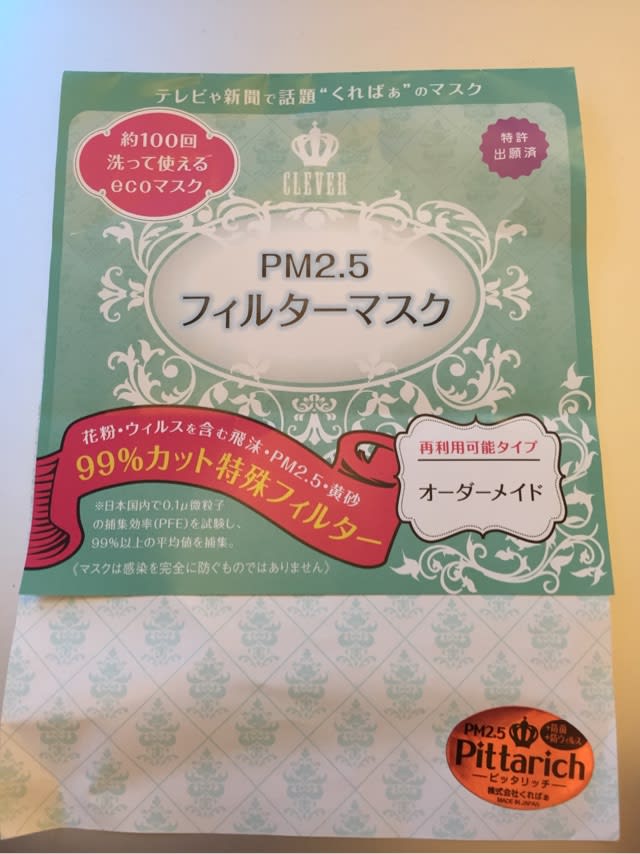 テレビや新聞で話題“くればぁ”のマスク
約100回
洗って使える
ecoマスク
CLEVER
特許
出願済
PM2.5
フィルターマスク
花粉・ウィルスを含む飛沫・PM2.5・黄砂
99%カット特殊フィルター
※日本国内で0.1μ微粒子
の捕集効率(PFE)を試験し、
99%以上の平均値を捕集。
《マスクは感染を完全に防ぐものではありません》
再利用可能タイプ
オーダーメイド
PM2.5
+防菌
+防ウィルス
Pittarich
ピッタリッチ
株式会社くればぁ
MADE IN JAPAN